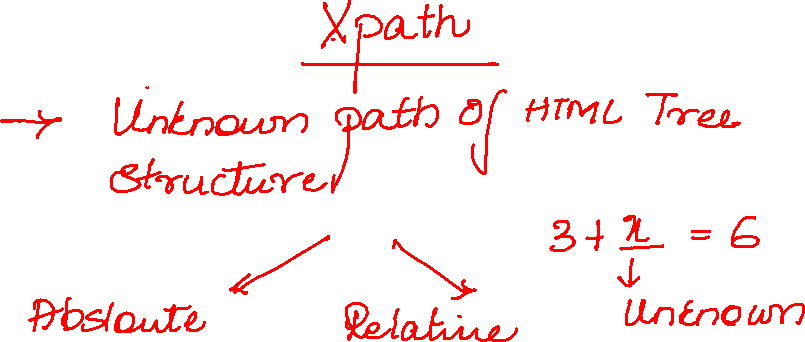 Xpath
→ Unknown path of HTML Tree
Structure
3 + x = 6
Unknown
Absloute
Relative